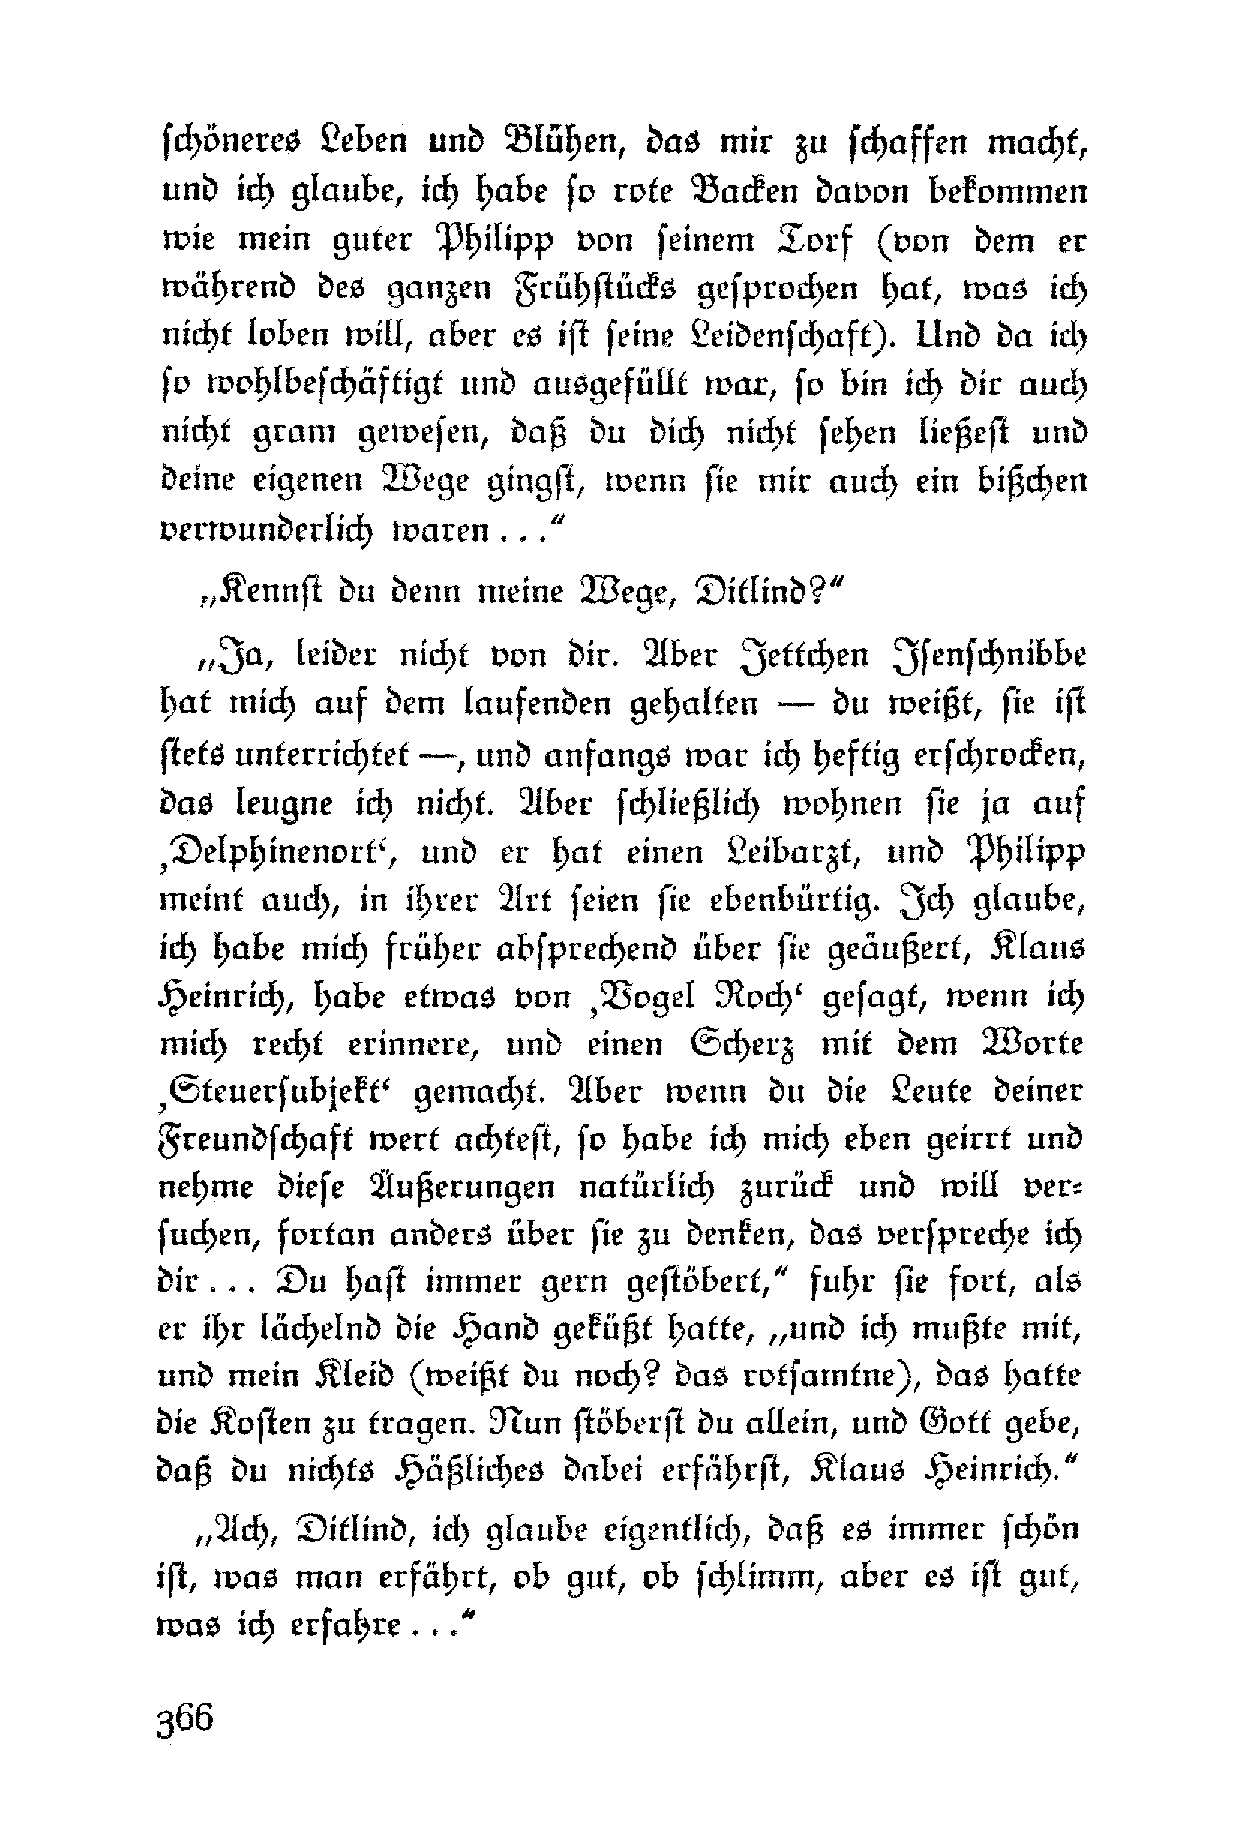 schöneres Leben und Blühen, das mir zu schaffen macht,
und ich glaube, ich habe so rote Backen davon bekommen
wie mein guter Philipp von seinem Torf (von dem er
während des ganzen Frühstücks gesprochen hat, was ich
nicht loben will, aber es ist seine Leidenschaft). Und da ich
so wohlbeschäftigt und ausgefüllt war, so bin ich dir auch
nicht gram gewesen, daß du dich nicht sehen ließest und
deine eigenen Wege gingst, wenn sie mir auch ein bißchen
verwunderlich waren . . .“
„Kennst du denn meine Wege, Ditlind?“
„Ja, leider nicht von dir. Aber Jettchen Isenschnibbe
hat mich auf dem laufenden gehalten — du weißt, sie ist
stets unterrichtet —, und anfangs war ich heftig erschrocken,
das leugne ich nicht. Aber schließlich wohnen sie ja auf
‚Delphinenort‘, und er hat einen Leibarzt, und Philipp
meint auch, in ihrer Art seien sie ebenbürtig. Ich glaube,
ich habe mich früher absprechend über sie geäußert, Klaus
Heinrich, habe etwas von ‚Vogel Roch‘ gesagt, wenn ich
mich recht erinnere, und einen Scherz mit dem Worte
‚Steuersubjekt‘ gemacht. Aber wenn du die Leute deiner
Freundschaft wert achtest, so habe ich mich eben geirrt und
nehme diese Äußerungen natürlich zurück und will ver-
suchen, fortan anders über sie zu denken, das verspreche ich
dir . . . Du hast immer gern gestöbert,“ fuhr sie fort, als
er ihr lächelnd die Hand geküßt hatte, „und ich mußte mit,
und mein Kleid (weißt du noch? das rotsamtne), das hatte
die Kosten zu tragen. Nun stöberst du allein, und Gott gebe,
daß du nichts Häßliches dabei erfährst, Klaus Heinrich.“
„Ach, Ditlind, ich glaube eigentlich, daß es immer schön
ist, was man erfährt, ob gut, ob schlimm, aber es ist gut,
was ich erfahre . . .“
366